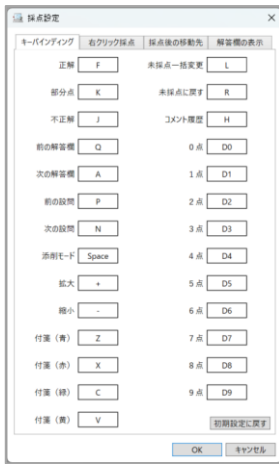 採点設定
キーバインディング 右クリック採点 採点後の移動先 解答欄の表示
正解 F 未採点一括変更 L
部分点 K 未採点に戻す R
不正解 J コメント履歴 H
前の解答欄 Q 0 点 D0
次の解答欄 A 1 点 D1
前の設問 P 2 点 D2
次の設問 N 3 点 D3
添削モード Space 4 点 D4
拡大 + 5 点 D5
縮小 - 6 点 D6
付箋（青） Z 7 点 D7
付箋（赤） X 8 点 D8
付箋（緑） C 9 点 D9
付箋（黄） V
初期設定に戻す
OK キャンセル